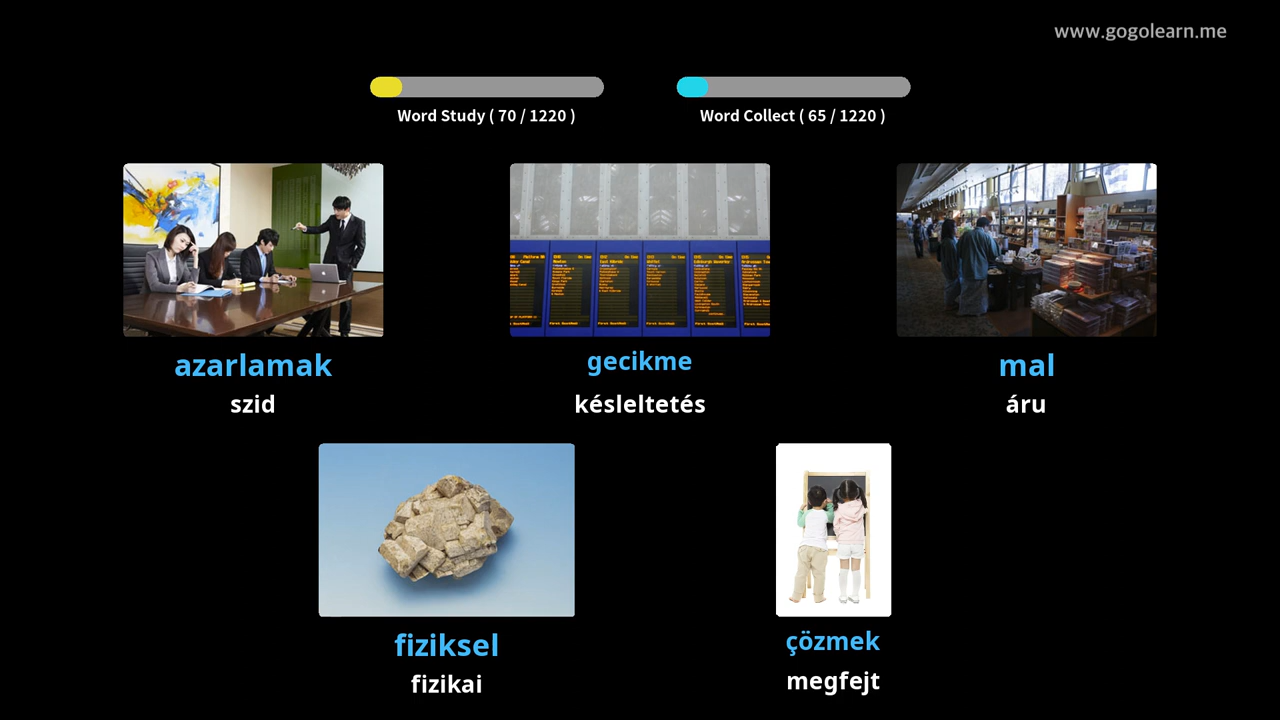 www.gogolearn.me
Word Study ( 70 / 1220 )
Word Collect ( 65 / 1220 )
azarlamak
szid
gecikme
késleltetés
mal
áru
fiziksel
fizikai
çözmek
megfejt